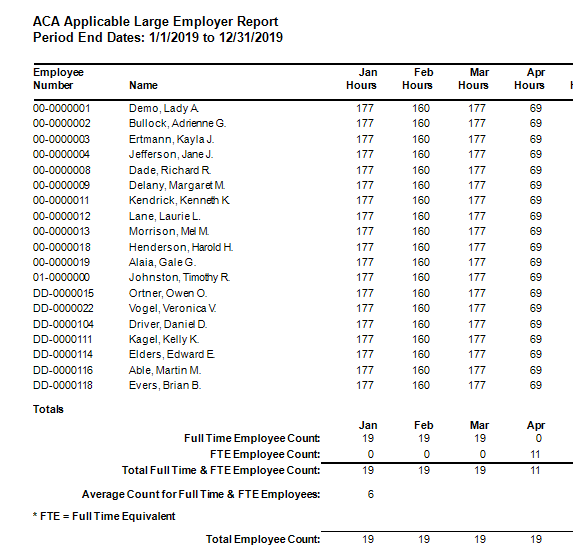 ACA Applicable Large Employer Report
Period End Dates: 1/1/2019 to 12/31/2019
Employee Jan Feb Mar Apr
Number Name Hours Hours Hours Hours
00-0000001 Demo, Lady A. 177 160 177 69
00-0000002 Bullock, Adrienne G. 177 160 177 69
00-0000003 Ertmann, Kayla J. 177 160 177 69
00-0000004 Jefferson, Jane J. 177 160 177 69
00-0000008 Dade, Richard R. 177 160 177 69
00-0000009 Delany, Margaret M. 177 160 177 69
00-0000011 Kendrick, Kenneth K. 177 160 177 69
00-0000012 Lane, Laurie L. 177 160 177 69
00-0000013 Morrison, Mel M. 177 160 177 69
00-0000018 Henderson, Harold H. 177 160 177 69
00-0000019 Alaia, Gale G. 177 160 177 69
01-0000000 Johnston, Timothy R. 177 160 177 69
DD-0000015 Ortner, Owen O. 177 160 177 69
DD-0000022 Vogel, Veronica V. 177 160 177 69
DD-0000104 Driver, Daniel D. 177 160 177 69
DD-0000111 Kagel, Kelly K. 177 160 177 69
DD-0000114 Elders, Edward E. 177 160 177 69
DD-0000116 Able, Martin M. 177 160 177 69
DD-0000118 Evers, Brian B. 177 160 177 69
Totals
Jan Feb Mar Apr
Full Time Employee Count: 19 19 19 0
FTE Employee Count: 0 0 0 11
Total Full Time & FTE Employee Count: 19 19 19 11
Average Count for Full Time & FTE Employees: 6
* FTE = Full Time Equivalent
Total Employee Count: 19 19 19 19